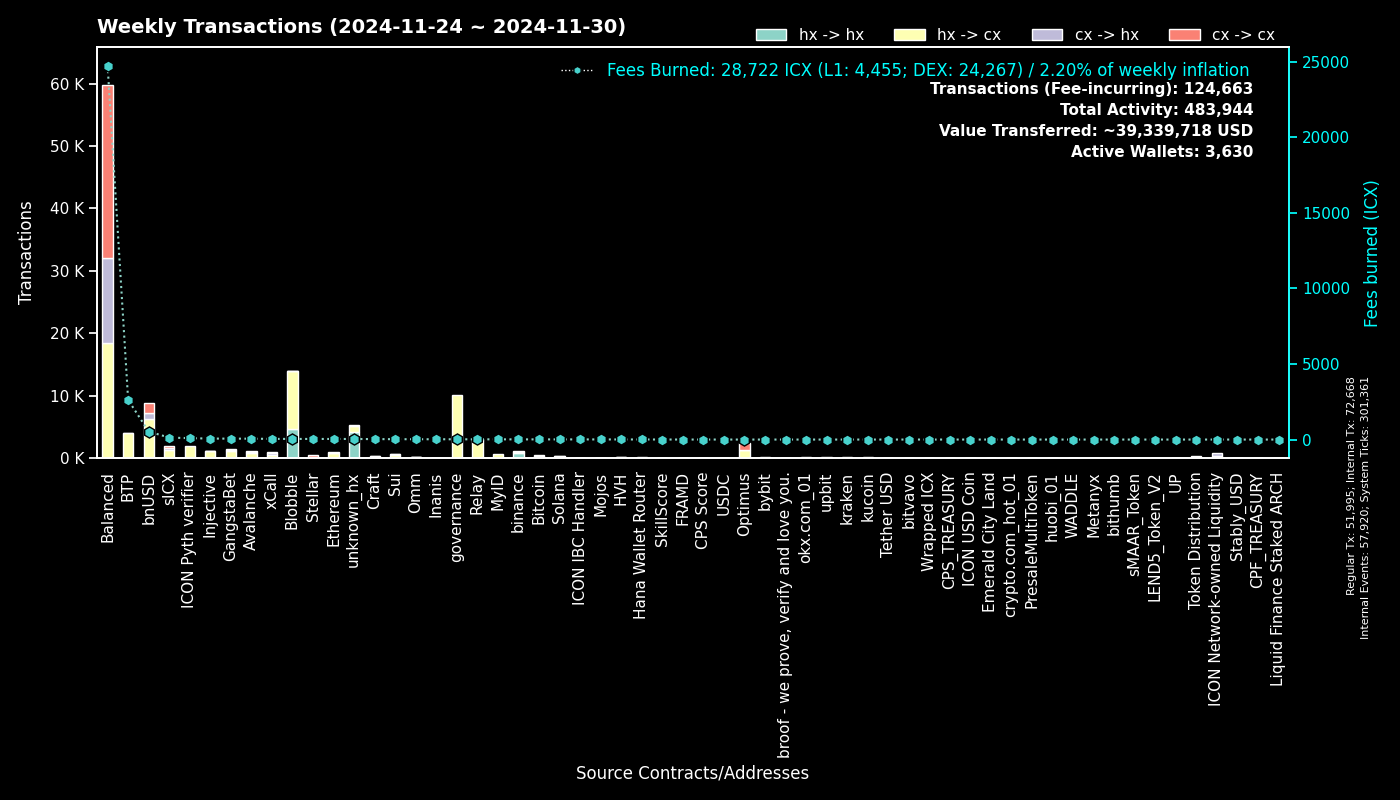 Weekly Transactions (2024-11-24 ~ 2024-11-30)
hx -> hx
hx -> cx
cx -> hx
cx -> cx
Fees Burned: 28,722 ICX (L1: 4,455; DEX: 24,267) / 2.20% of weekly inflation
Transactions (Fee-incurring): 124,663
Total Activity: 483,944
Value Transferred: ~39,339,718 USD
Active Wallets: 3,630
Transactions
60 K
50 K
40 K
30 K
20 K
10 K
0 K
25000
20000
15000
10000
5000
0
Fees burned (ICX)
Regular Tx: 51,995; Internal Tx: 72,668
Internal Events: 57,920; System Ticks: 301,361
Balanced
BTP
bnUSD
sICX
ICON Pyth verifier
Injective
GangstaBet
Avalanche
xCall
Blobble
Stellar
Ethereum
unknown_hx
Craft
Sui
Omm
Inanis
governance
Relay
MyID
binance
Bitcoin
Solana
ICON IBC Handler
Mojos
HVH
Hana Wallet Router
SkillScore
FRAMD
CPS Score
USDC
Optimus
bybit
broof - we prove, verify and love you.
okx.com_01
upbit
kraken
kucoin
Tether USD
bitvavo
Wrapped ICX
CPS_TREASURY
ICON USD Coin
Emerald City Land
crypto.com_hot_01
PresaleMultiToken
huobi_01
WADDLE
Metanyx
bithumb
sMAAR_Token
LEND5_Token_V2
UP
Token Distribution
ICON Network-owned Liquidity
Stably_USD
CPF_TREASURY
Liquid Finance Staked ARCH
Source Contracts/Addresses